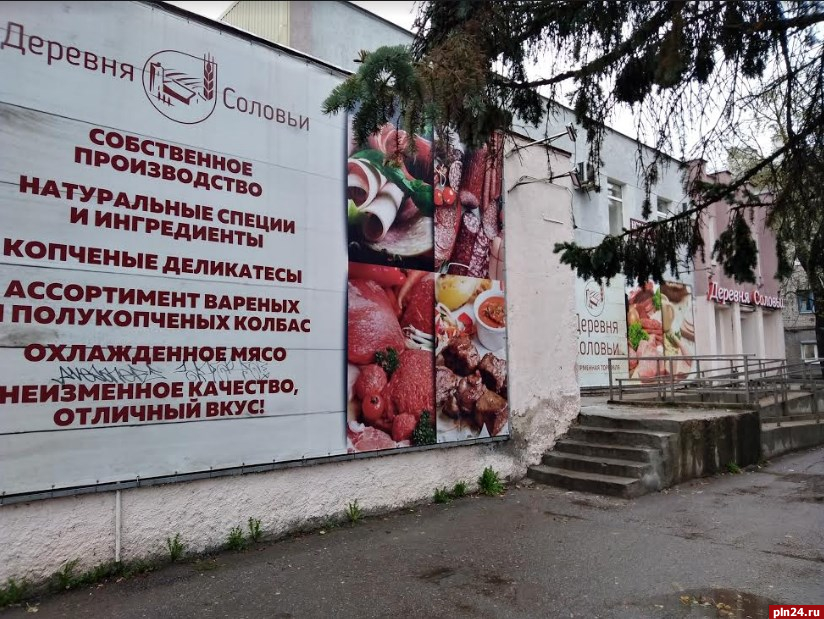 Деревня
Соловьи
СОБСТВЕННОЕ
ПРОИЗВОДСТВО
НАТУРАЛЬНЫЕ СПЕЦИИ
И ИНГРЕДИЕНТЫ
КОПЧЕНЫЕ ДЕЛИКАТЕСЫ
АССОРТИМЕНТ ВАРЕНЫХ
И ПОЛУКОПЧЕНЫХ КОЛБАС
ОХЛАЖДЕННОЕ МЯСО
НЕИЗМЕННОЕ КАЧЕСТВО,
ОТЛИЧНЫЙ ВКУС!
Деревня
Соловьи
Деревня Соловьи
pln24.ru